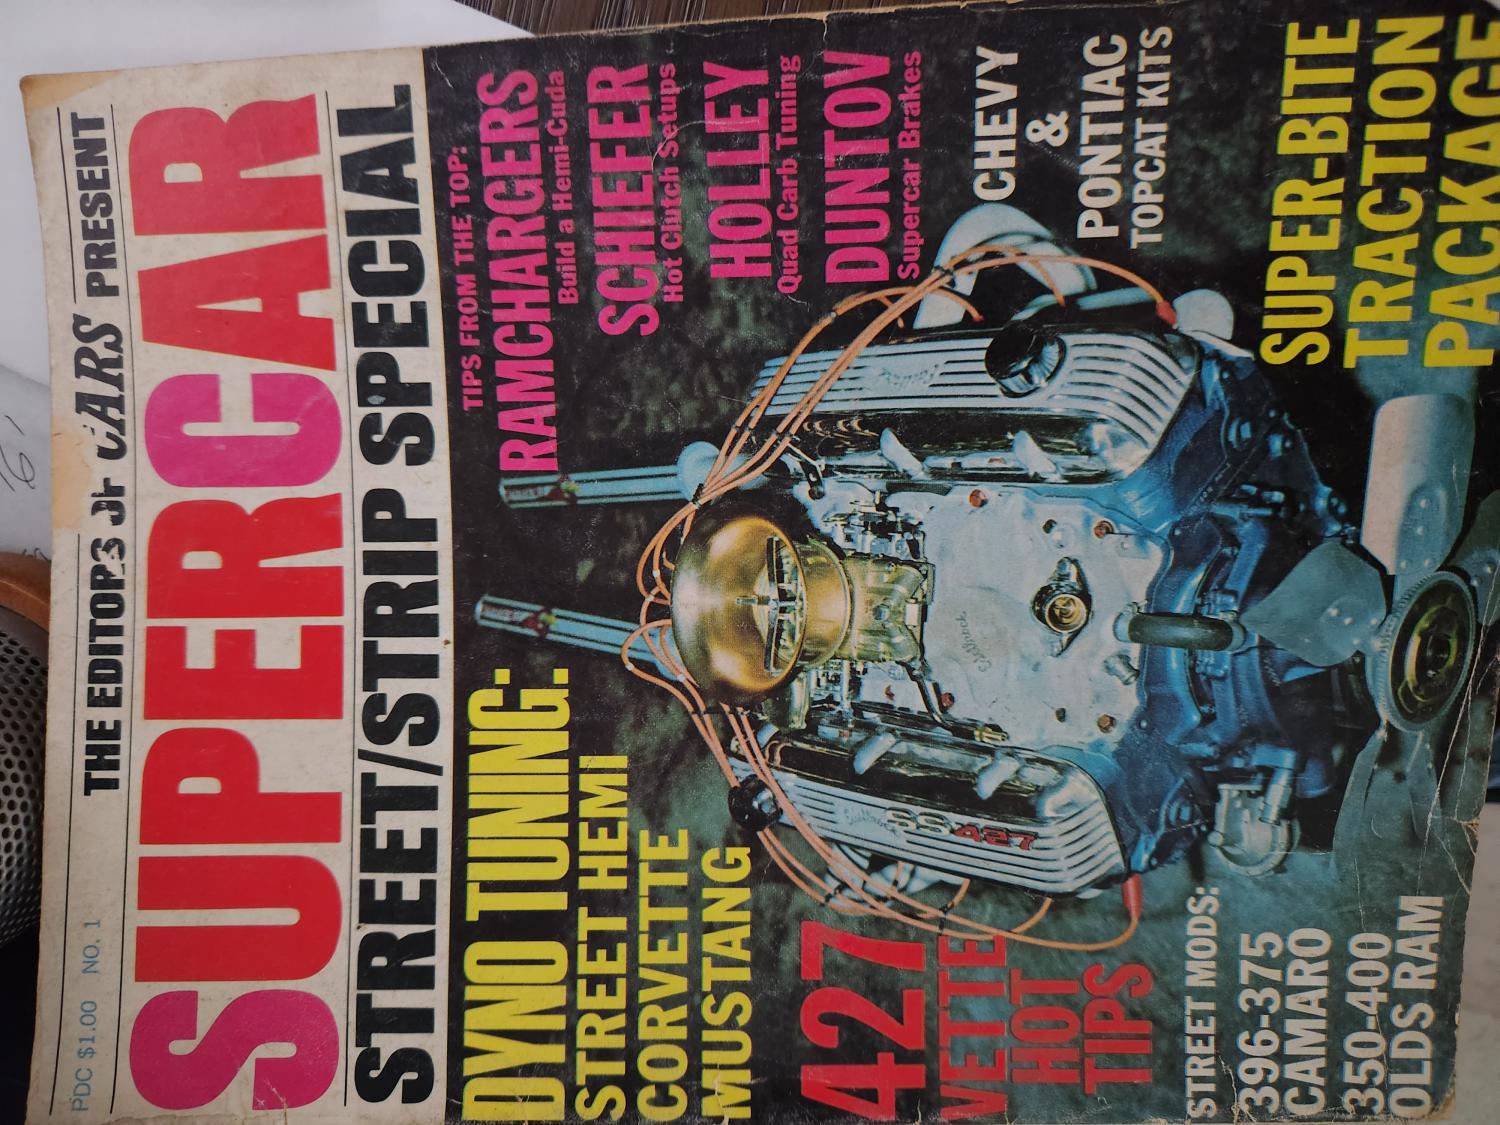 PDC $1.00 NO. 1
THE EDITORS OF CARS PRESENT
SUPERCAR
STREET/STRIP SPECIAL
DYNO TUNING:
STREET HEMI
CORVETTE
MUSTANG
TIPS FROM THE TOP:
RAMCHARGERS
Build a Hemi-Cuda
SCHIEFER
Hot Clutch Setups
HOLLEY
Quad Carb Tuning
DUNTOV
Supercar Brakes
CHEVY
&
PONTIAC
TOPCAT KITS
427
VETTE
HOT
TIPS
Edelbrock
Edelbrock
SS 427
STREET MODS:
396-375
CAMARO
350-400
OLDS RAM
SUPER-BITE
TRACTION
PACKAGE